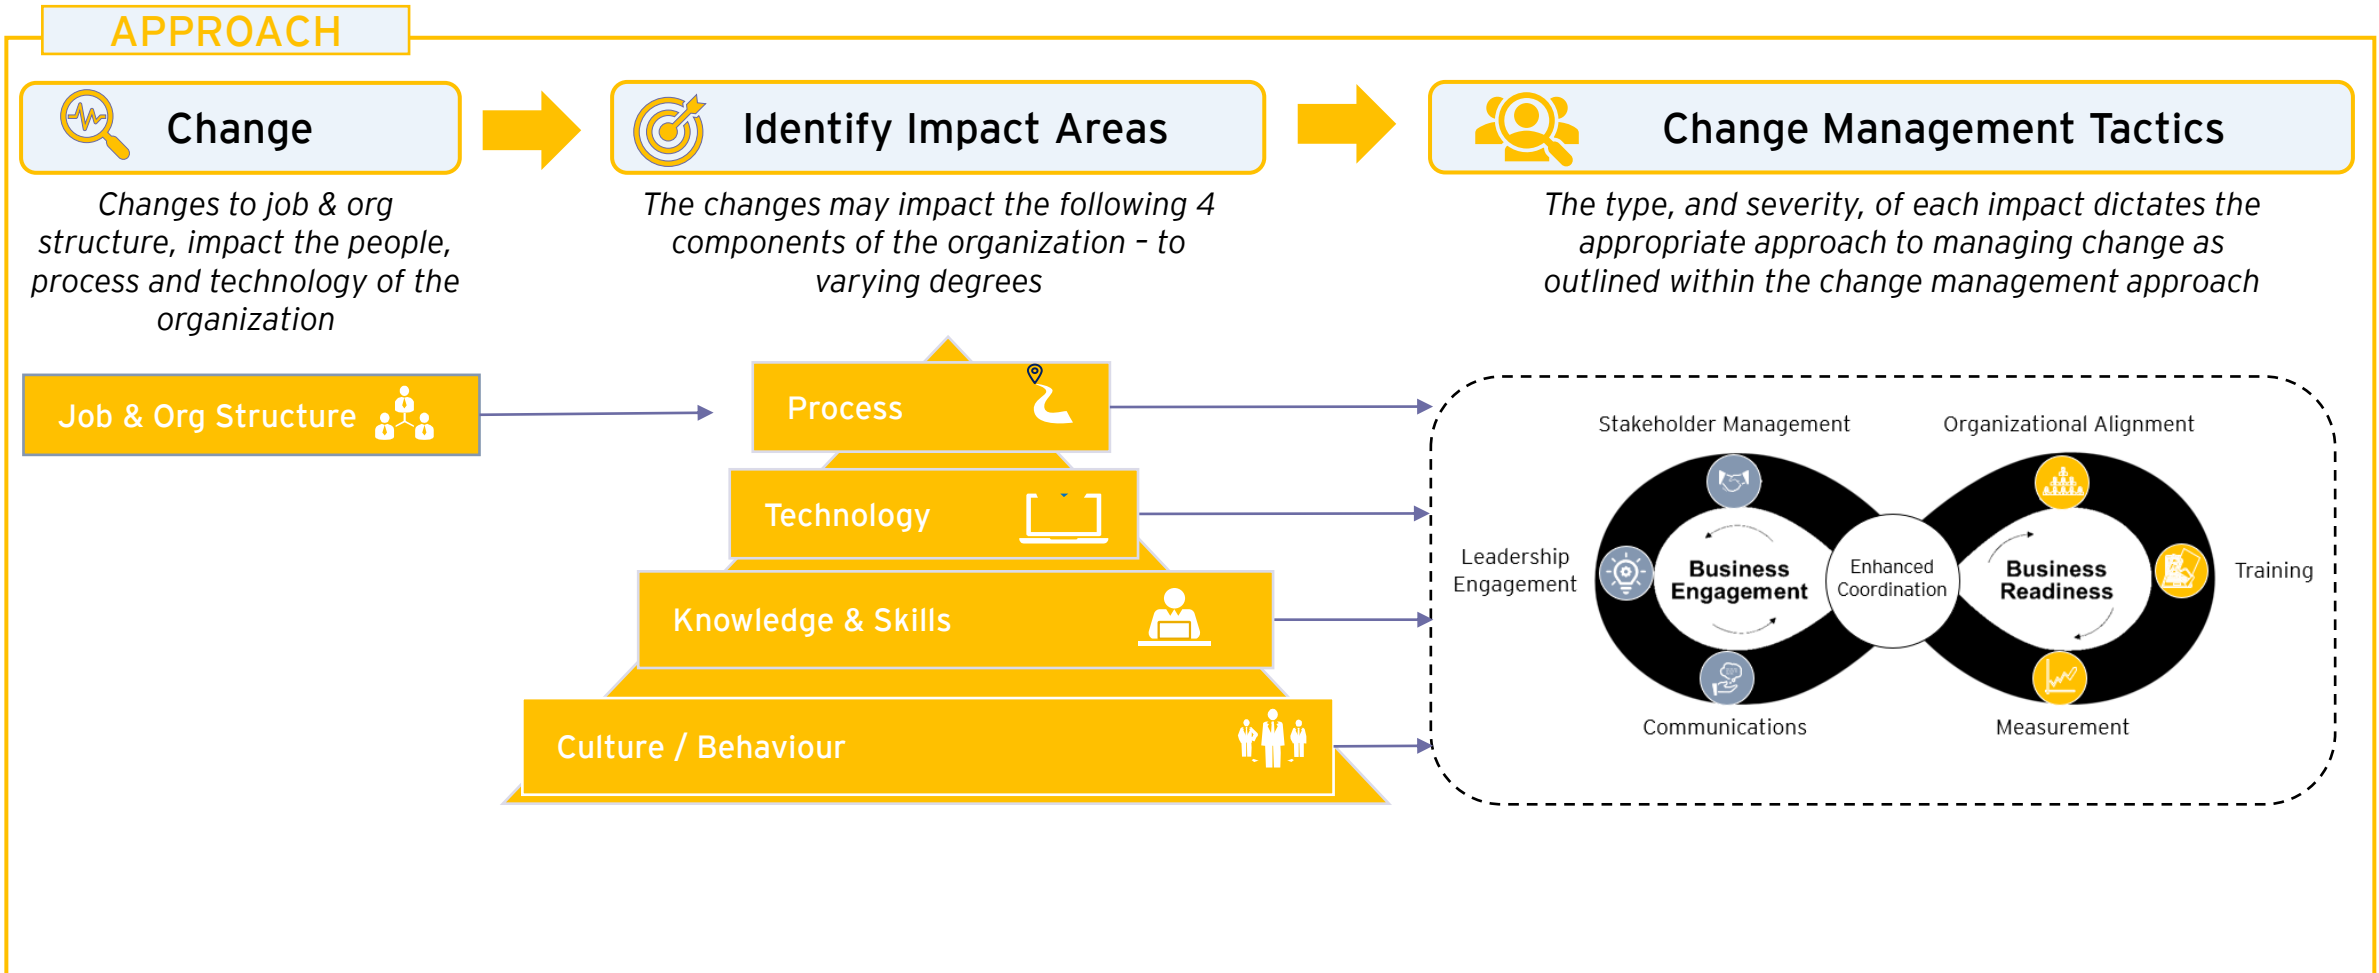 APPROACH
Change
Identify Impact Areas
Change Management Tactics
Changes to job & org
structure, impact the people,
process and technology of the
organization
The changes may impact the following 4
components of the organization – to
varying degrees
The type, and severity, of each impact dictates the
appropriate approach to managing change as
outlined within the change management approach
Job & Org Structure
Process
Technology
Knowledge & Skills
Culture / Behaviour
Stakeholder Management
Organizational Alignment
Leadership
Engagement
Business
Engagement
Enhanced
Coordination
Business
Readiness
Training
Communications
Measurement